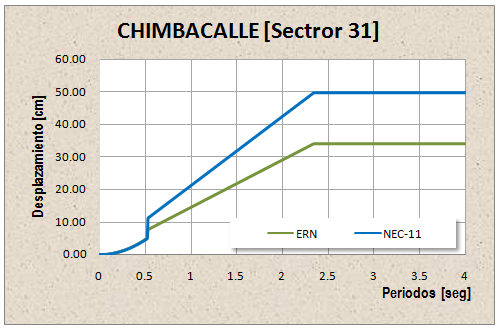 CHIMBACALLE [Sectror 31]
Desplazamiento [cm]
60.00
50.00
40.00
30.00
20.00
10.00
0.00
ERN
NEC-11
0 0.5 1 1.5 2 2.5 3 3.5 4
Periodos [seg]